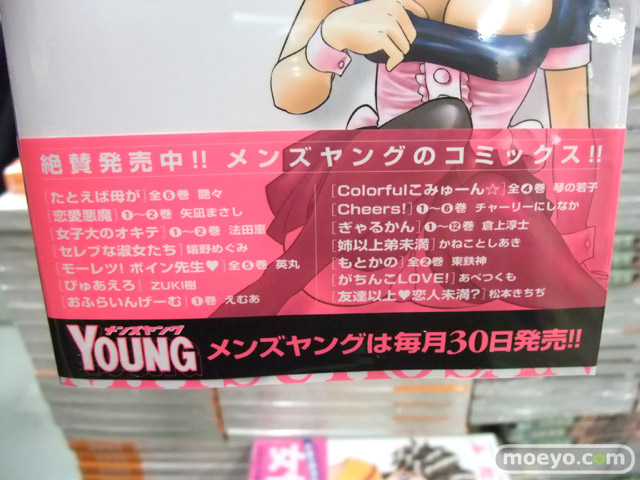 絶賛発売中!! メンズヤングのコミックス!!
[たとえば母が]全6巻 艶々
[恋愛悪魔]1〜2巻 矢凪まさし
[女子大のオキテ]1〜2巻 法田恵
[セレブな淑女たち]嬉野めぐみ
[モーレツ!ボイン先生♥]全5巻 英丸
[ぴゅあえろ] ZUKI樹
[おふらいんげーむ]1巻 えむあ
[Colorfulこみゅーん☆]全4巻 琴の若子
[Cheers!]1〜6巻 チャーリーにしなか
[ぎゃるかん]1〜12巻 倉上淳士
[姉以上弟未満]かねことしあき
[もとかの]全2巻 東鉄神
[がちんこLOVE!]あべつくも
[友達以上♥恋人未満?]松本きちぢ
メンズヤング
YOUNG
メンズヤングは毎月30日発売!!
moeyo.com